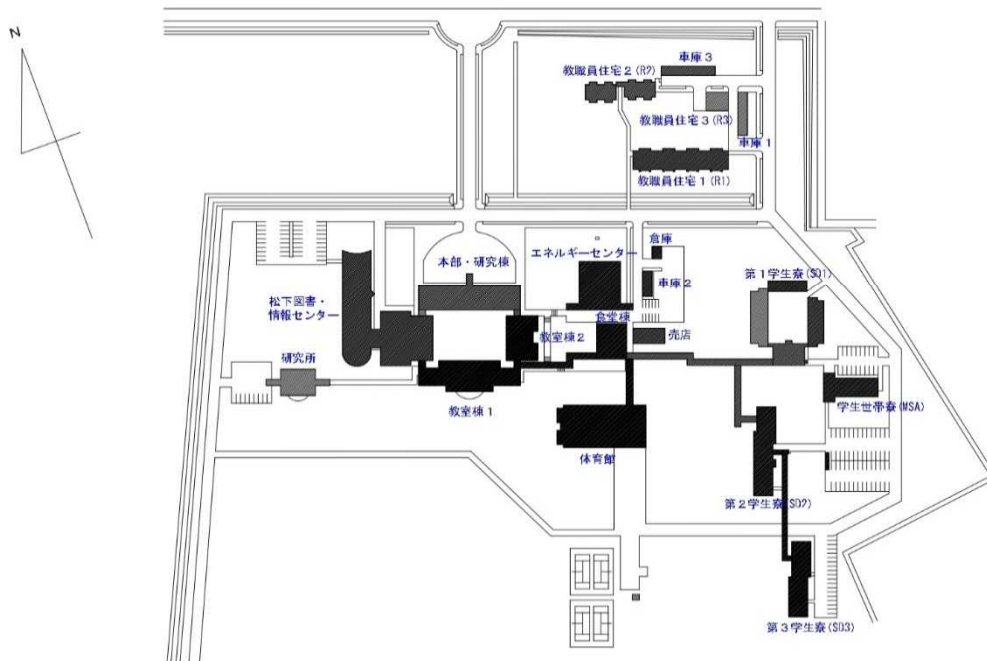 N
車庫3
教職員住宅2(R2)
教職員住宅3(R3)
車庫1
教職員住宅1(R1)
倉庫
エネルギーセンター
本部・研究棟
車庫2
第1学生寮(SD1)
松下図書・
情報センター
食堂棟
教室棟2
売店
研究所
教室棟1
学生世帯寮(MSA)
体育館
第2学生寮(SD2)
第3学生寮(SD3)